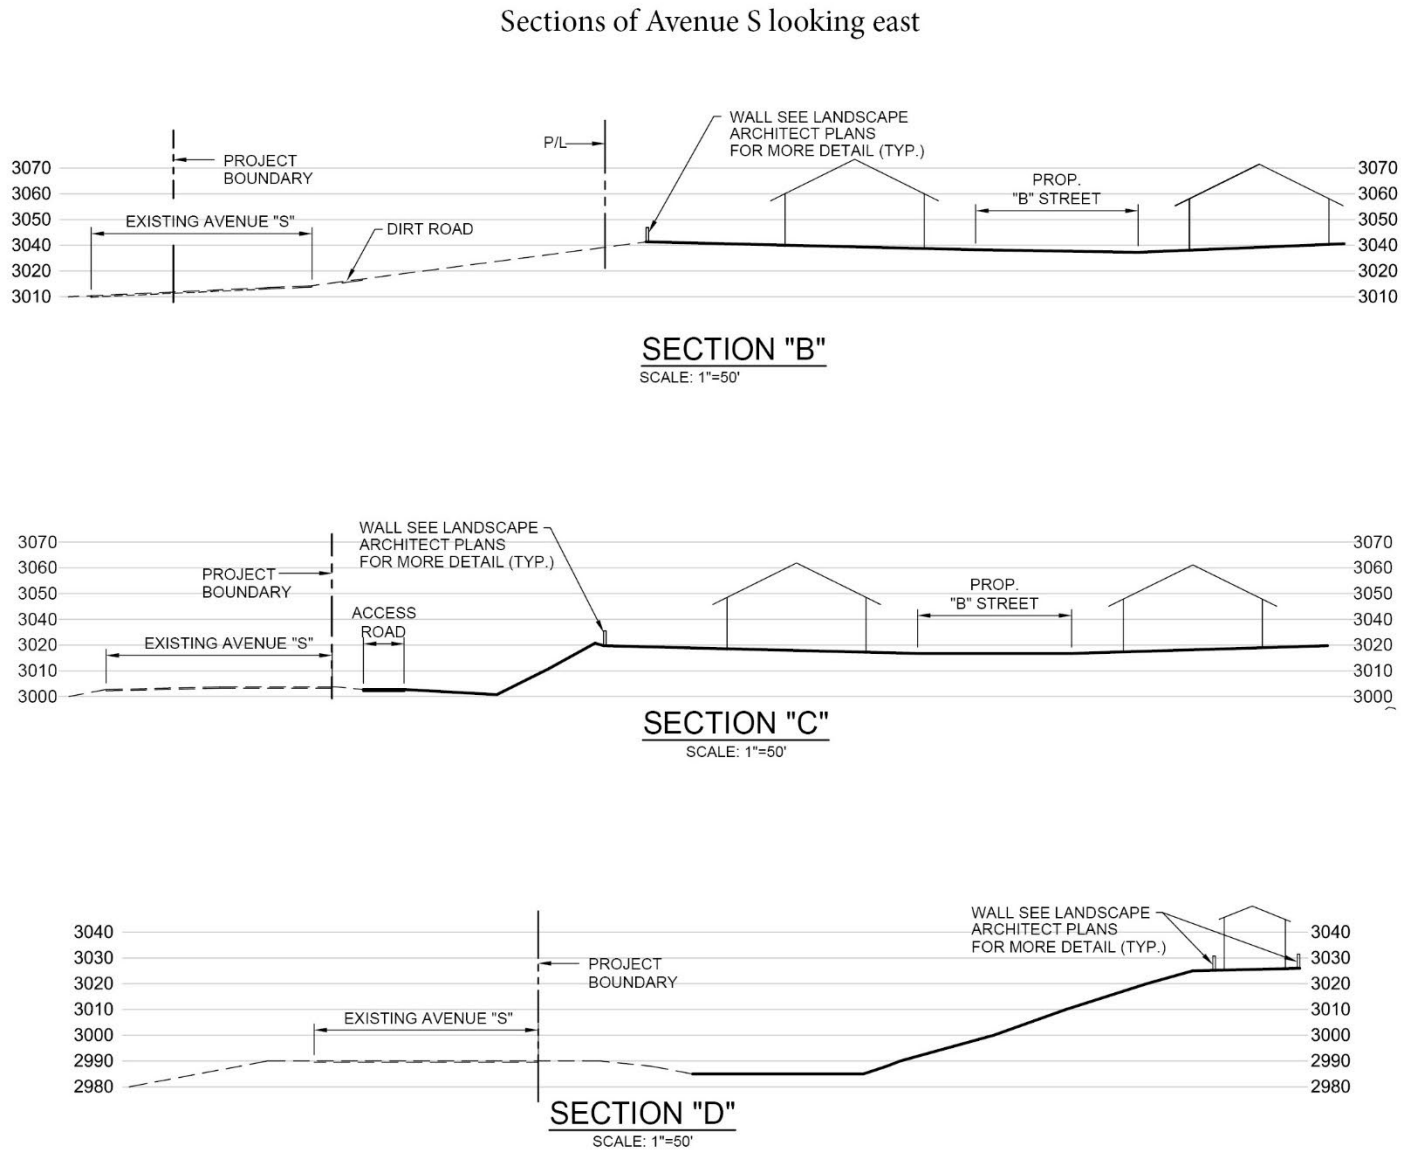 Sections of Avenue S looking east
WALL SEE LANDSCAPE
ARCHITECT PLANS
FOR MORE DETAIL (TYP.)
P/L
PROJECT
BOUNDARY
PROP.
"B" STREET
EXISTING AVENUE "S"
DIRT ROAD
3070
3060
3050
3040
3020
3010
3070
3060
3050
3040
3020
3010
SECTION "B"
SCALE: 1"=50'
WALL SEE LANDSCAPE
ARCHITECT PLANS
FOR MORE DETAIL (TYP.)
PROJECT
BOUNDARY
ACCESS
ROAD
PROP.
"B" STREET
EXISTING AVENUE "S"
3070
3060
3050
3040
3020
3010
3000
3070
3060
3050
3040
3020
3010
3000
SECTION "C"
SCALE: 1"=50'
WALL SEE LANDSCAPE
ARCHITECT PLANS
FOR MORE DETAIL (TYP.)
PROJECT
BOUNDARY
EXISTING AVENUE "S"
3040
3030
3020
3010
3000
2990
2980
3040
3030
3020
3010
3000
2990
2980
SECTION "D"
SCALE: 1"=50'